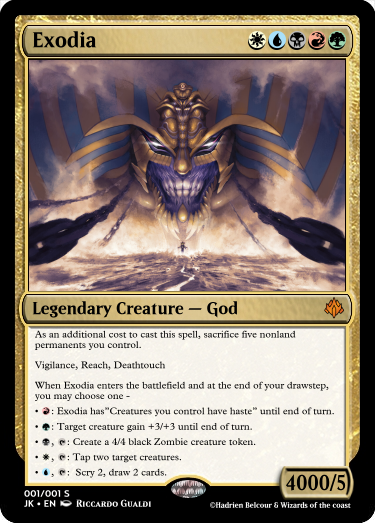 Exodia
Legendary Creature — God
As an additional cost to cast this spell, sacrifice five nonland
permanents you control.
Vigilance, Reach, Deathtouch
When Exodia enters the battlefield and at the end of your drawstep,
you may choose one -
• : Exodia has"Creatures you control have haste" until end of turn.
• : Target creature gain +3/+3 until end of turn.
• , : Create a 4/4 black Zombie creature token.
• , : Tap two target creatures.
• , : Scry 2, draw 2 cards.
4000/5
001/001 S
JK • EN Riccardo Gualdi
©Hadrien Belcour & Wizards of the coast